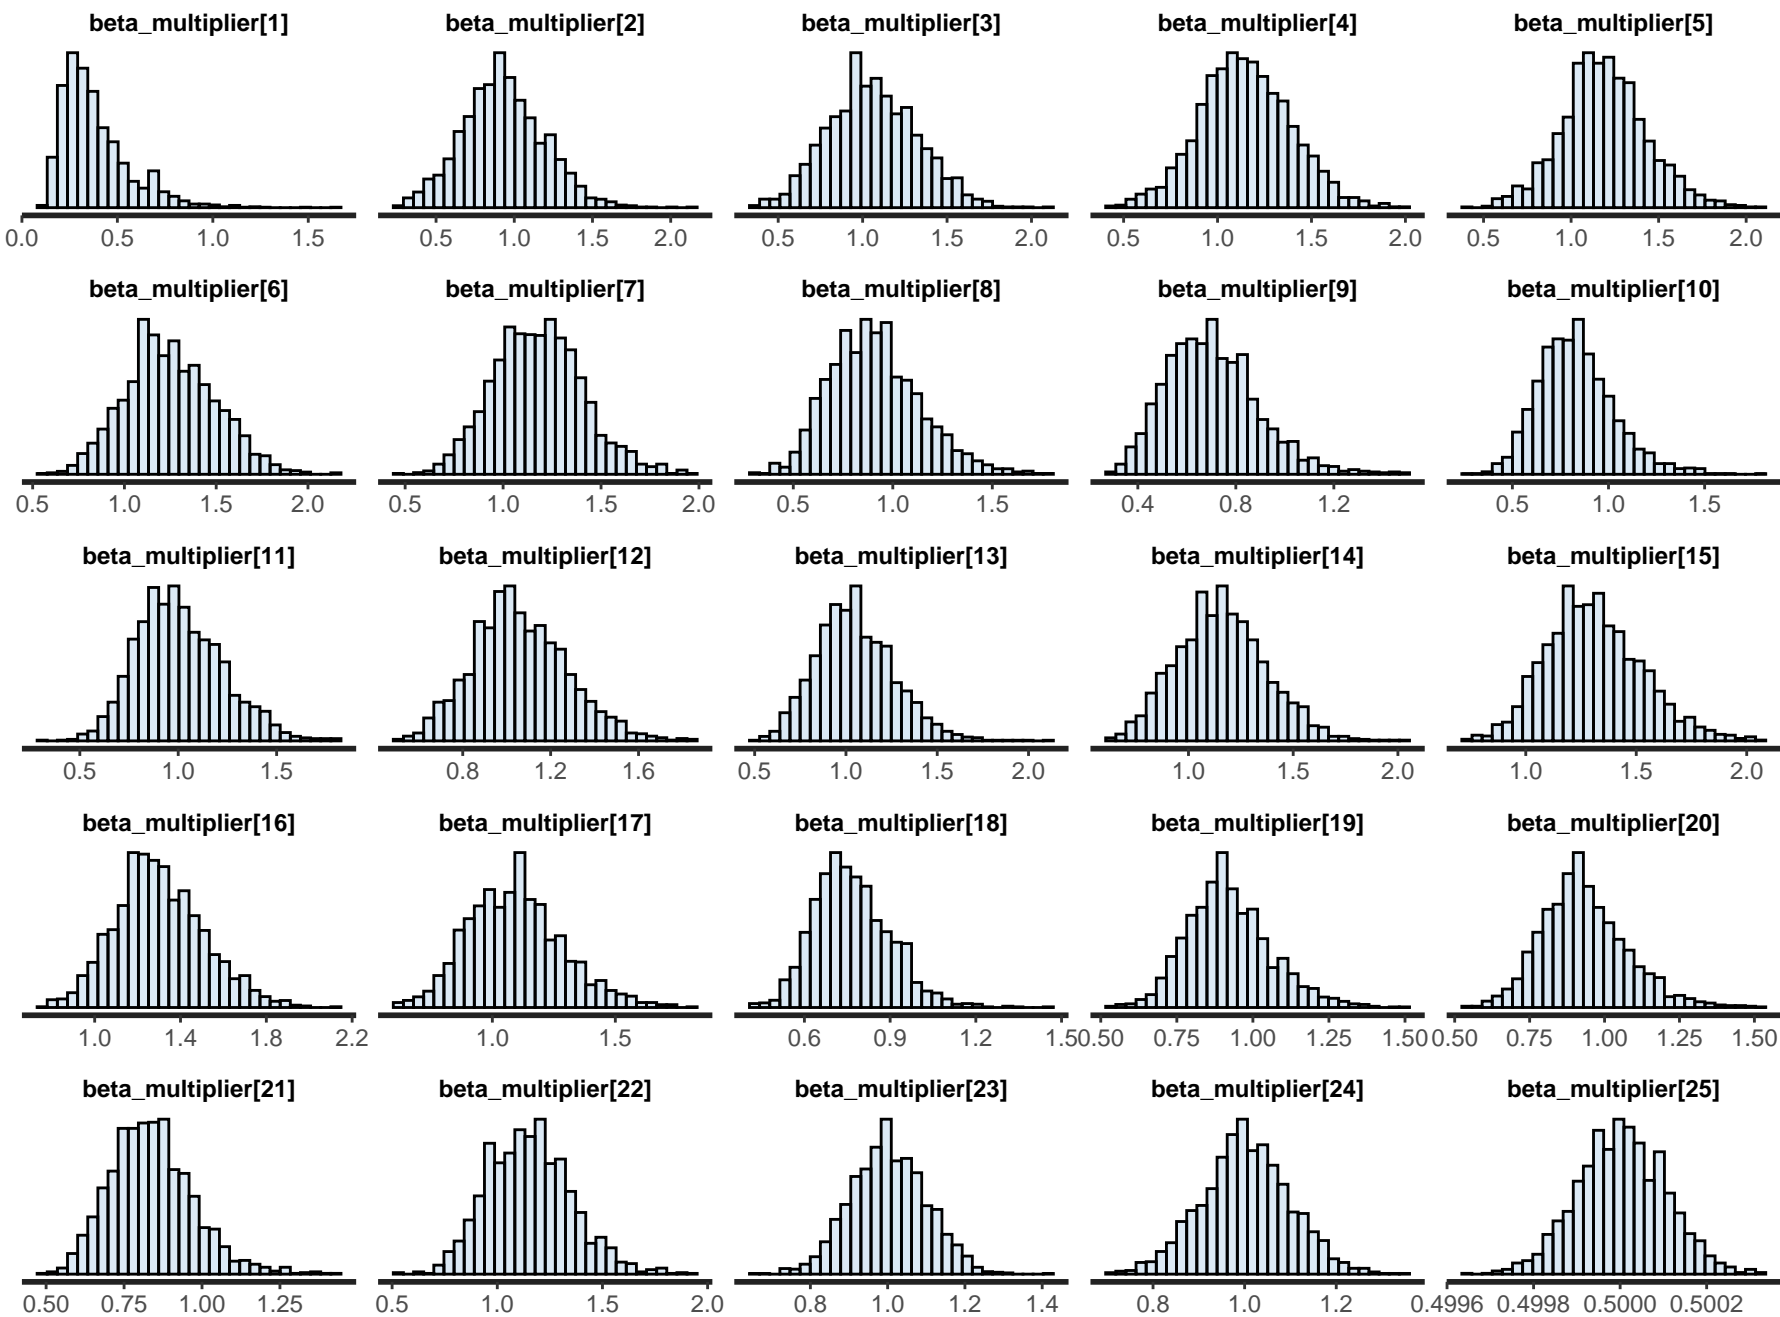 beta_multiplier[1] beta_multiplier[2] beta_multiplier[3] beta_multiplier[4] beta_multiplier[5]
0.0 0.5 1.0 1.5 0.5 1.0 1.5 2.0 0.5 1.0 1.5 2.0 0.5 1.0 1.5 2.0 0.5 1.0 1.5 2.0
beta_multiplier[6] beta_multiplier[7] beta_multiplier[8] beta_multiplier[9] beta_multiplier[10]
0.5 1.0 1.5 2.0 0.5 1.0 1.5 2.0 0.5 1.0 1.5 0.4 0.8 1.2 0.5 1.0 1.5
beta_multiplier[11] beta_multiplier[12] beta_multiplier[13] beta_multiplier[14] beta_multiplier[15]
0.5 1.0 1.5 0.8 1.2 1.6 0.5 1.0 1.5 2.0 1.0 1.5 2.0 1.0 1.5 2.0
beta_multiplier[16] beta_multiplier[17] beta_multiplier[18] beta_multiplier[19] beta_multiplier[20]
1.0 1.4 1.8 2.2 1.0 1.5 0.6 0.9 1.2 1.5 0.50 0.75 1.00 1.25 1.50 0.50 0.75 1.00 1.25 1.50
beta_multiplier[21] beta_multiplier[22] beta_multiplier[23] beta_multiplier[24] beta_multiplier[25]
0.50 0.75 1.00 1.25 0.5 1.0 1.5 2.0 0.8 1.0 1.2 1.4 0.8 1.0 1.2 0.4996 0.4998 0.5000 0.5002